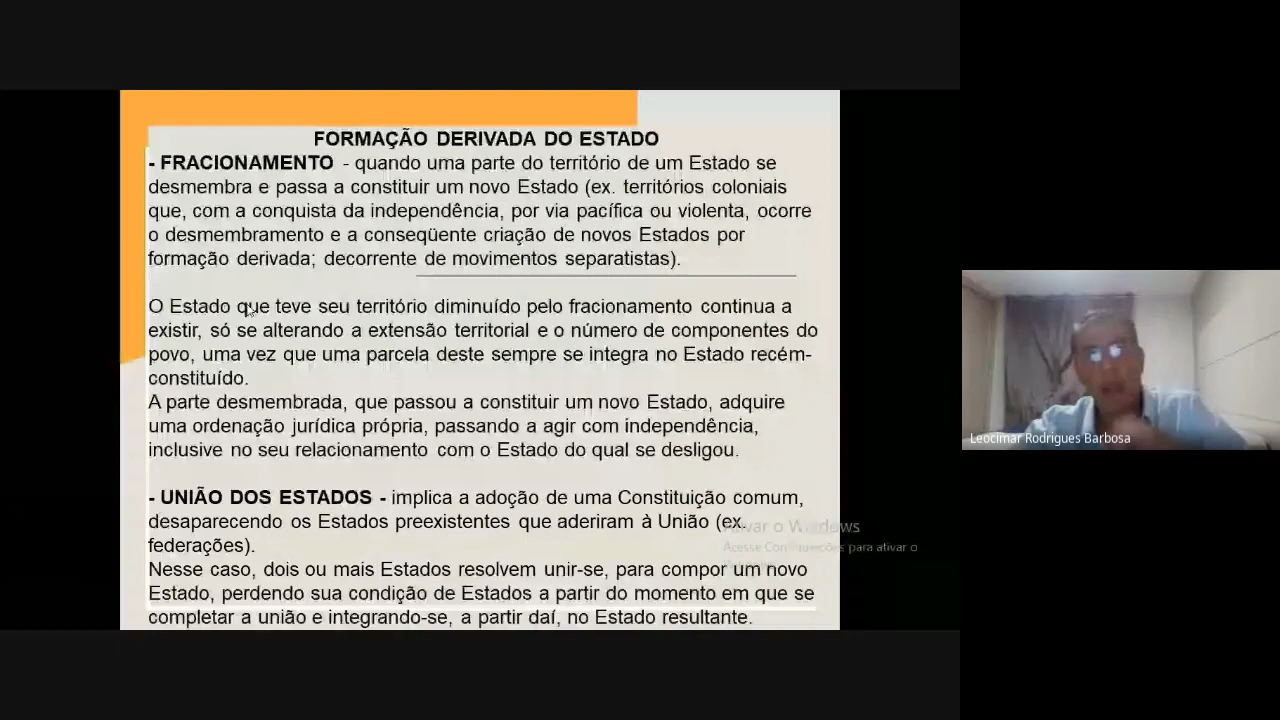 FORMAÇÃO DERIVADA DO ESTADO
- FRACIONAMENTO - quando uma parte do território de um Estado se
desmembra e passa a constituir um novo Estado (ex. territórios coloniais
que, com a conquista da independência, por via pacífica ou violenta, ocorre
o desmembramento e a conseqüente criação de novos Estados por
formação derivada; decorrente de movimentos separatistas).
O Estado que teve seu território diminuído pelo fracionamento continua a
existir, só se alterando a extensão territorial e o número de componentes do
povo, uma vez que uma parcela deste sempre se integra no Estado recém-
constituído.
A parte desmembrada, que passou a constituir um novo Estado, adquire
uma ordenação jurídica própria, passando a agir com independência,
inclusive no seu relacionamento com o Estado do qual se desligou.
- UNIÃO DOS ESTADOS - implica a adoção de uma Constituição comum,
desaparecendo os Estados preexistentes que aderiram à União (ex.
federações).
Nesse caso, dois ou mais Estados resolvem unir-se, para compor um novo
Estado, perdendo sua condição de Estados a partir do momento em que se
completar a união e integrando-se, a partir daí, no Estado resultante.
Ativar o Windows
Acesse Configurações para ativar o
Leocimar Rodrigues Barbosa